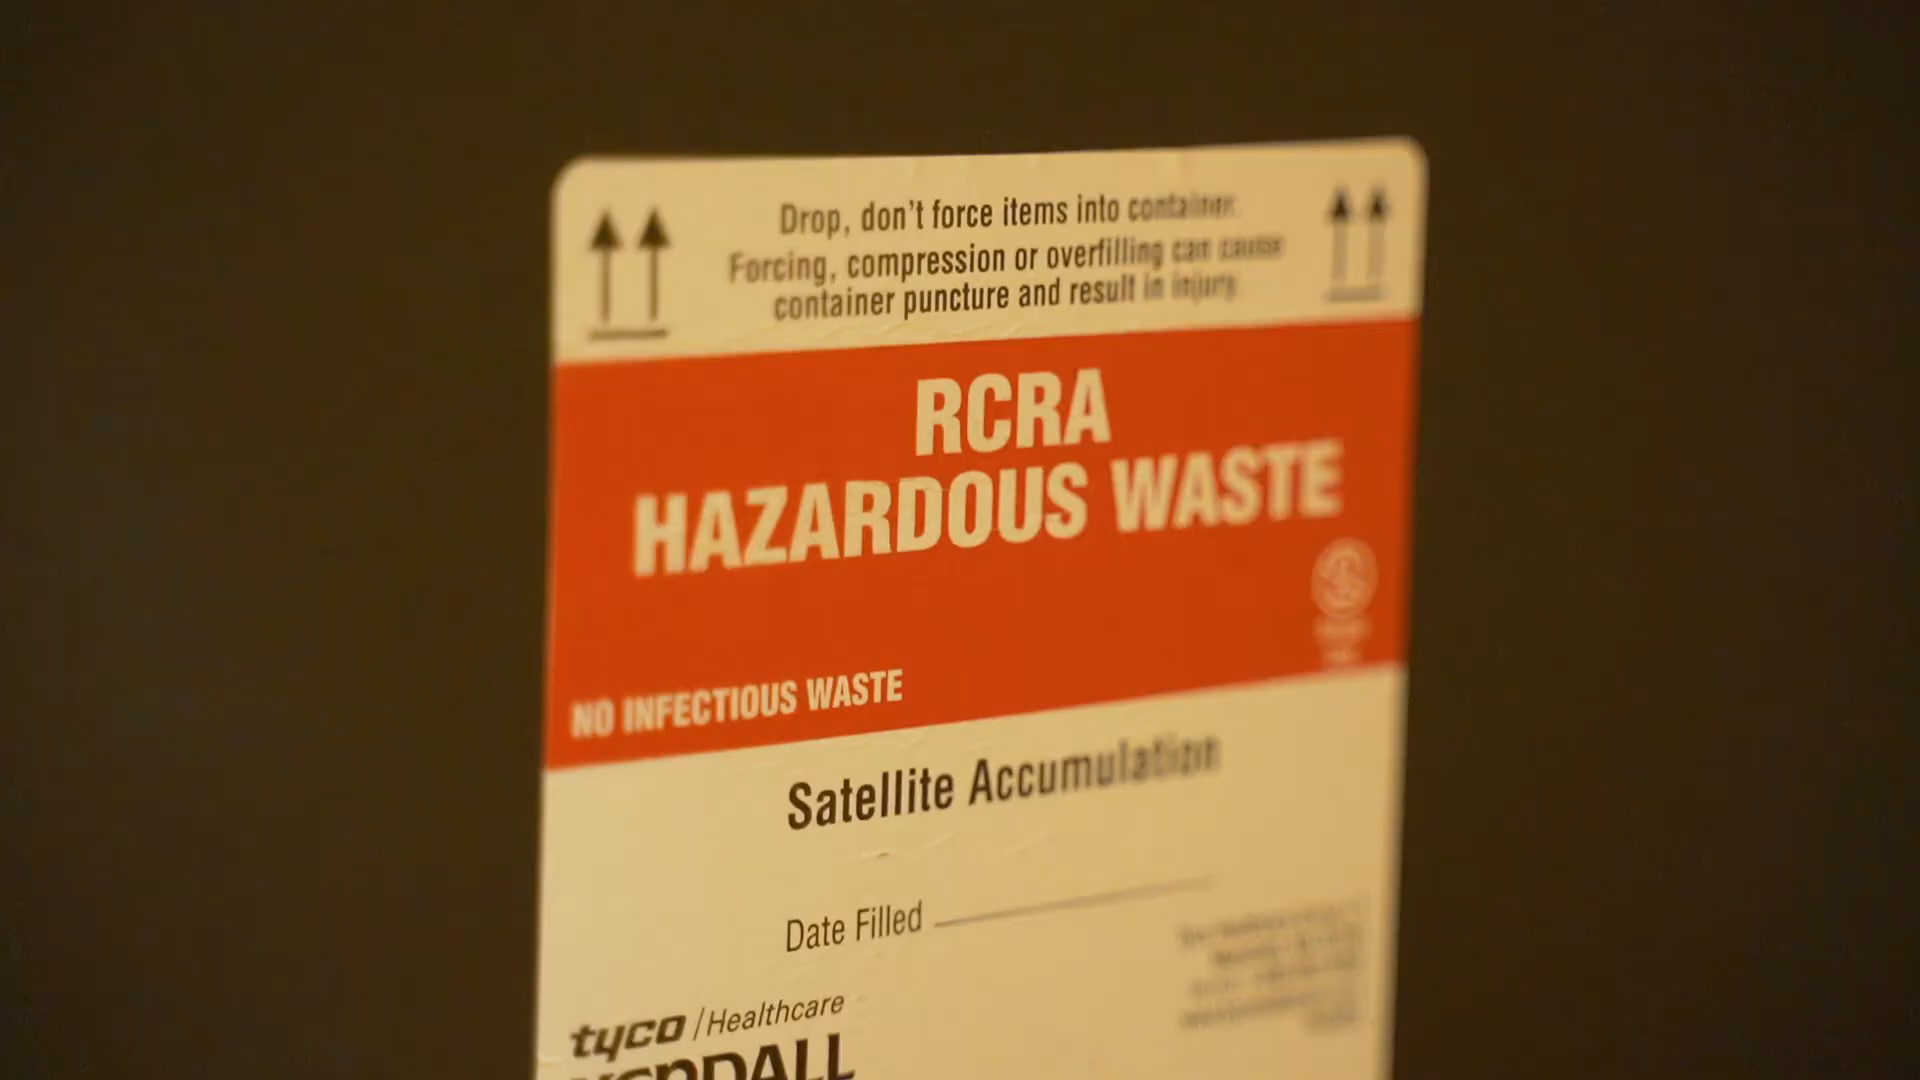 Drop, don't force items into container.
Forcing, compression or overfilling can cause
container puncture and result in injury.
RCRA
HAZARDOUS WASTE
NO INFECTIOUS WASTE
Satellite Accumulation
Date Filled
tyco / Healthcare
KENDALL